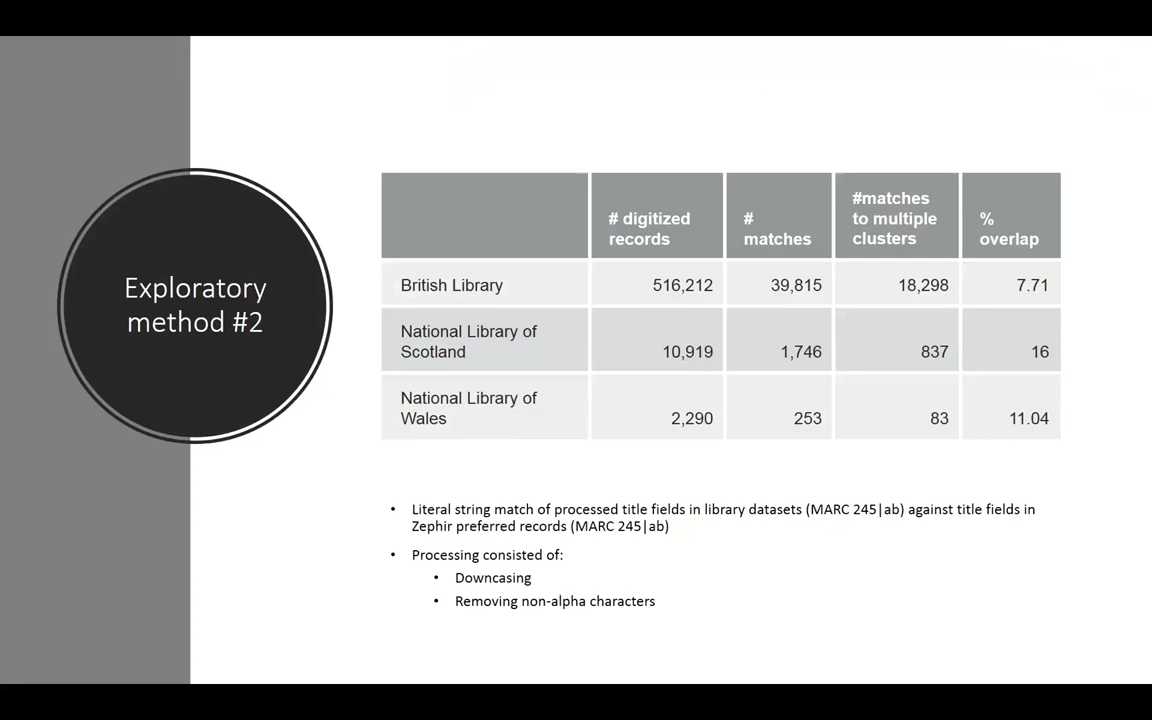 Exploratory
method #2
# digitized
records
#
matches
#matches
to multiple
clusters
%
overlap
British Library 516,212 39,815 18,298 7.71
National Library of
Scotland 10,919 1,746 837 16
National Library of
Wales 2,290 253 83 11.04
• Literal string match of processed title fields in library datasets (MARC 245|ab) against title fields in
Zephir preferred records (MARC 245|ab)
• Processing consisted of:
• Downcasing
• Removing non-alpha characters